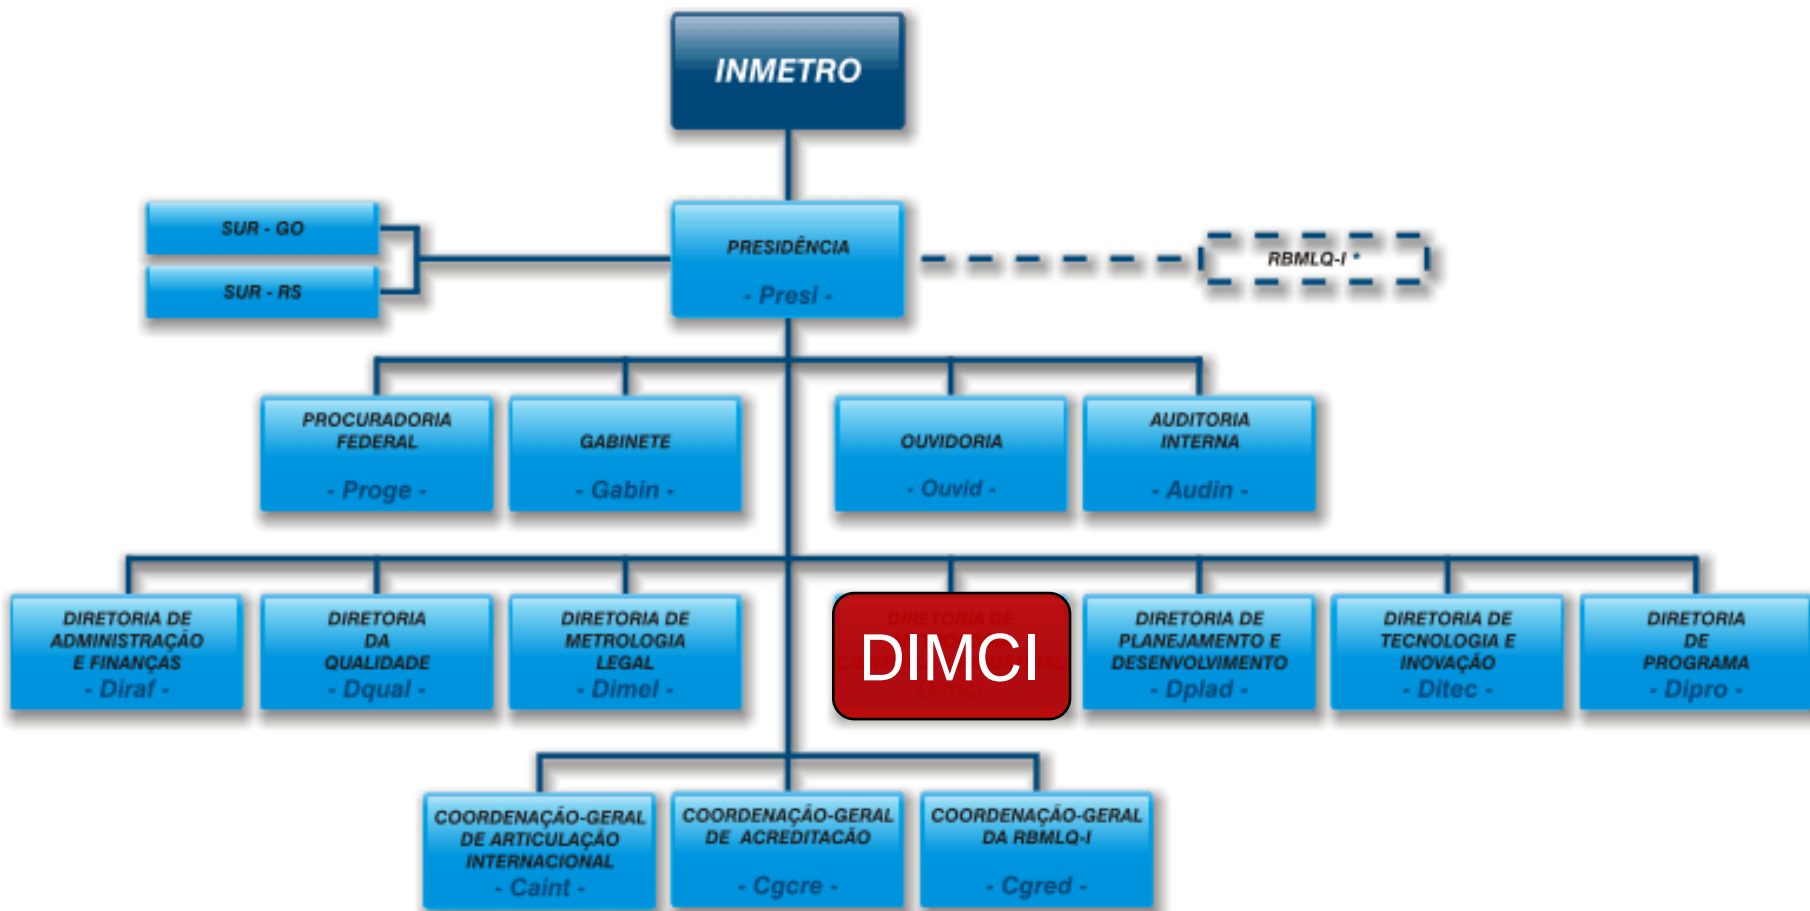 INMETRO
SUR - GO
SUR - RS
PRESIDÊNCIA
- Presi -
RBMLQ-I *
PROCURADORIA
FEDERAL
- Proge -
GABINETE
- Gabin -
OUVIDORIA
- Ouvid -
AUDITORIA
INTERNA
- Audin -
DIRETORIA DE
ADMINISTRAÇÃO
E FINANÇAS
- Diraf -
DIRETORIA
DA
QUALIDADE
- Dqual -
DIRETORIA DE
METROLOGIA
LEGAL
- Dimel -
DIRETORIA DE
DIMCI
- Dimci -
DIRETORIA DE
PLANEJAMENTO E
DESENVOLVIMENTO
- Dplad -
DIRETORIA DE
TECNOLOGIA E
INOVAÇÃO
- Ditec -
DIRETORIA
DE
PROGRAMA
- Dipro -
COORDENAÇÃO-GERAL
DE ARTICULAÇÃO
INTERNACIONAL
- Caint -
COORDENAÇÃO-GERAL
DE ACREDITACÃO
- Cgcre -
COORDENAÇÃO-GERAL
DA RBMLQ-I
- Cgred -